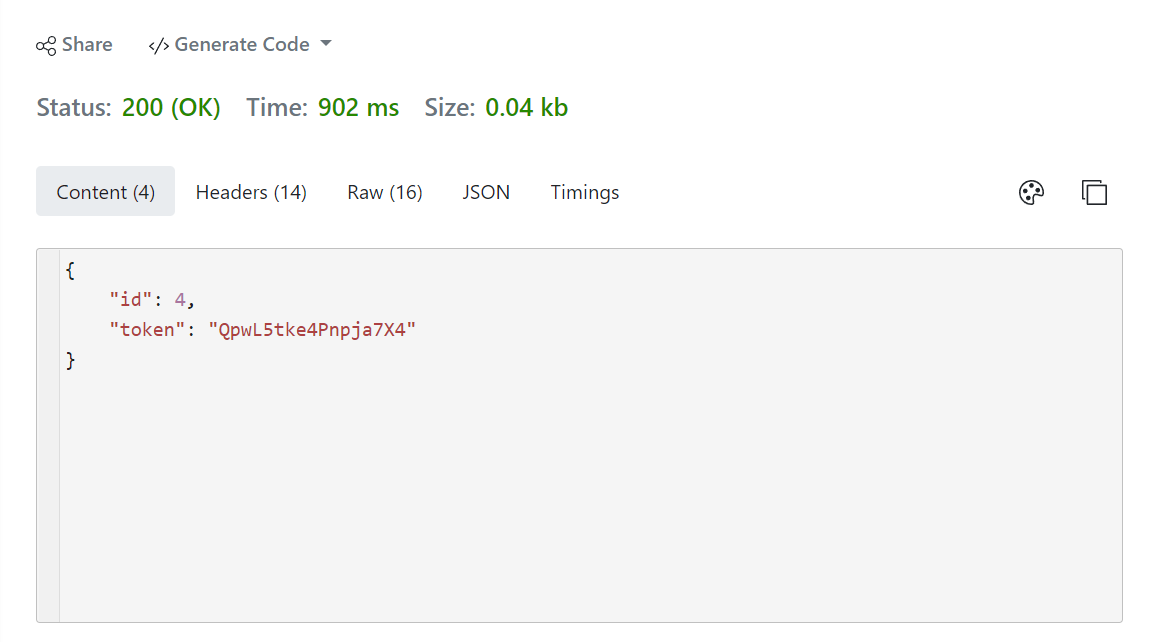 Share </> Generate Code
Status: 200 (OK) Time: 902 ms Size: 0.04 kb
Content (4) Headers (14) Raw (16) JSON Timings
{
    "id": 4,
    "token": "QpwL5tke4Pnpja7X4"
}